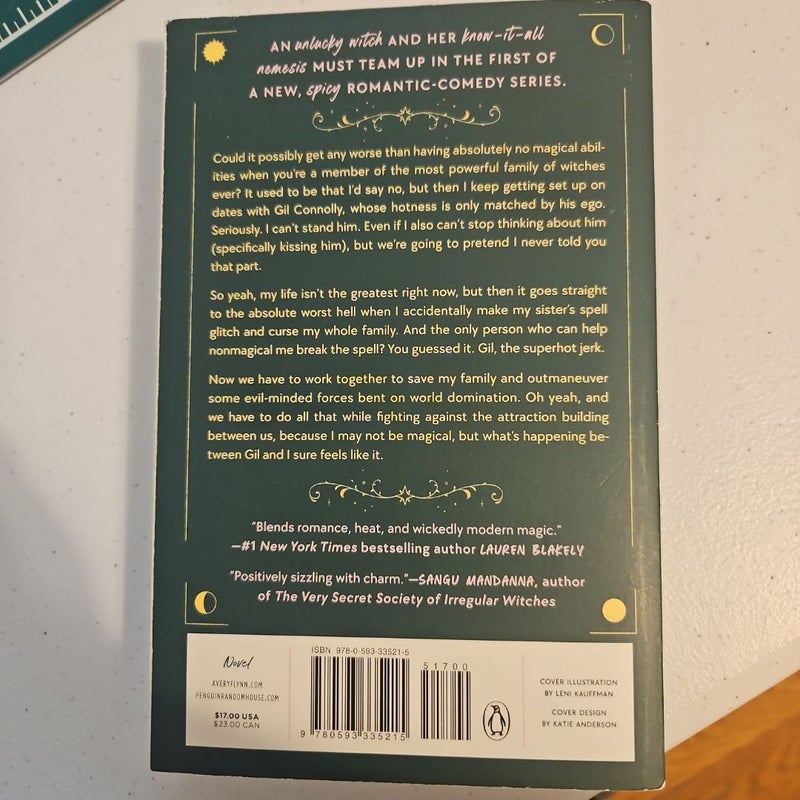 AN unlucky witch AND HER know-it-all
nemesis MUST TEAM UP IN THE FIRST OF
A NEW, spicy ROMANTIC-COMEDY SERIES.
Could it possibly get any worse than having absolutely no magical abil-
ities when you're a member of the most powerful family of witches
ever? It used to be that I'd say no, but then I keep getting set up on
dates with Gil Connolly, whose hotness is only matched by his ego.
Seriously. I can't stand him. Even if I also can't stop thinking about him
(specifically kissing him), but we're going to pretend I never told you
that part.
So yeah, my life isn't the greatest right now, but then it goes straight
to the absolute worst hell when I accidentally make my sister's spell
glitch and curse my whole family. And the only person who can help
nonmagical me break the spell? You guessed it. Gil, the superhot jerk.
Now we have to work together to save my family and outmaneuver
some evil-minded forces bent on world domination. Oh yeah, and
we have to do all that while fighting against the attraction building
between us, because I may not be magical, but what's happening be-
tween Gil and I sure feels like it.
"Blends romance, heat, and wickedly modern magic."
—#1 New York Times bestselling author LAUREN BLAKELY
"Positively sizzling with charm."—SANGU MANDANNA, author
of The Very Secret Society of Irregular Witches
Novel
AVERYFLYNN.COM
PENGUINRANDOMHOUSE.COM
$17.00 USA
$23.00 CAN
ISBN 978-0-593-33521-5
51700
9 780593 335215
COVER ILLUSTRATION
BY LENI KAUFFMAN
COVER DESIGN
BY KATIE ANDERSON